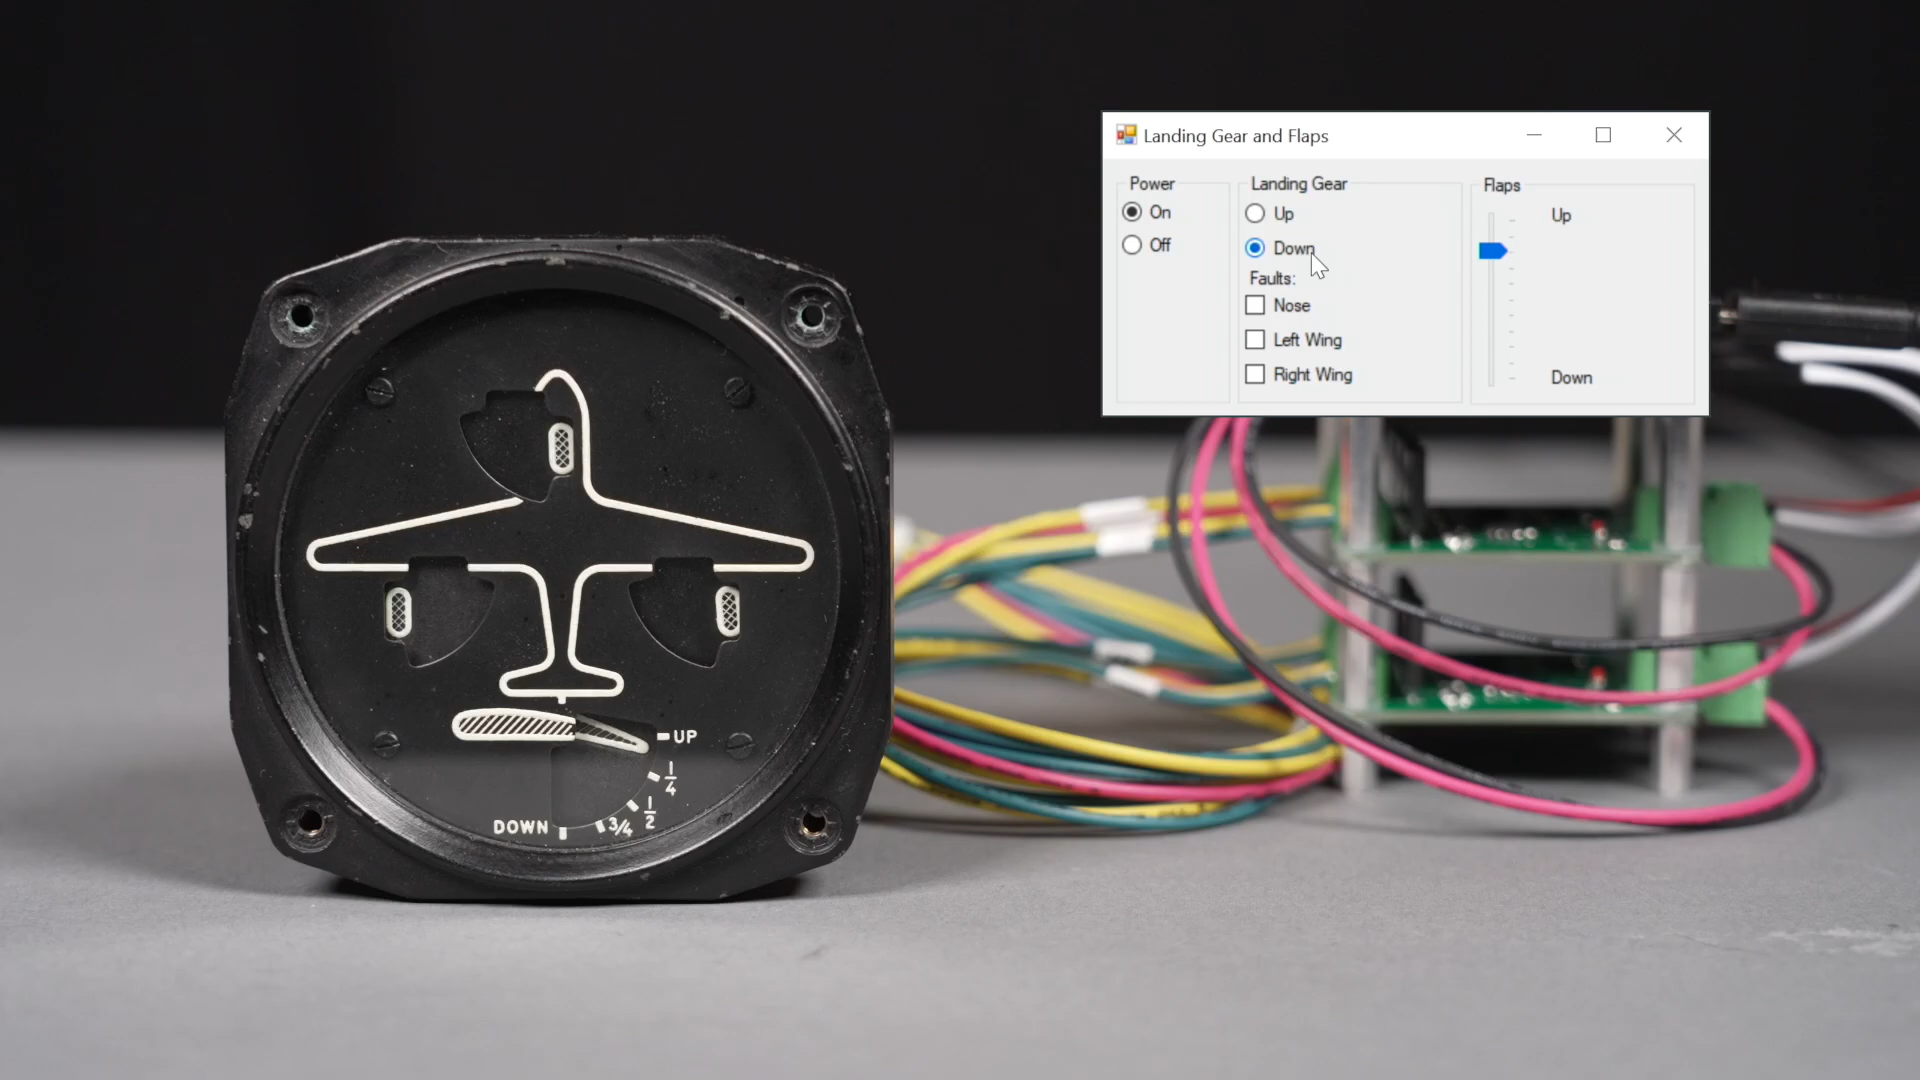 Landing Gear and Flaps
Power
On
Off
Landing Gear
Up
Down
Faults:
Nose
Left Wing
Right Wing
Flaps
Up
Down
UP
1/4
1/2
3/4
DOWN